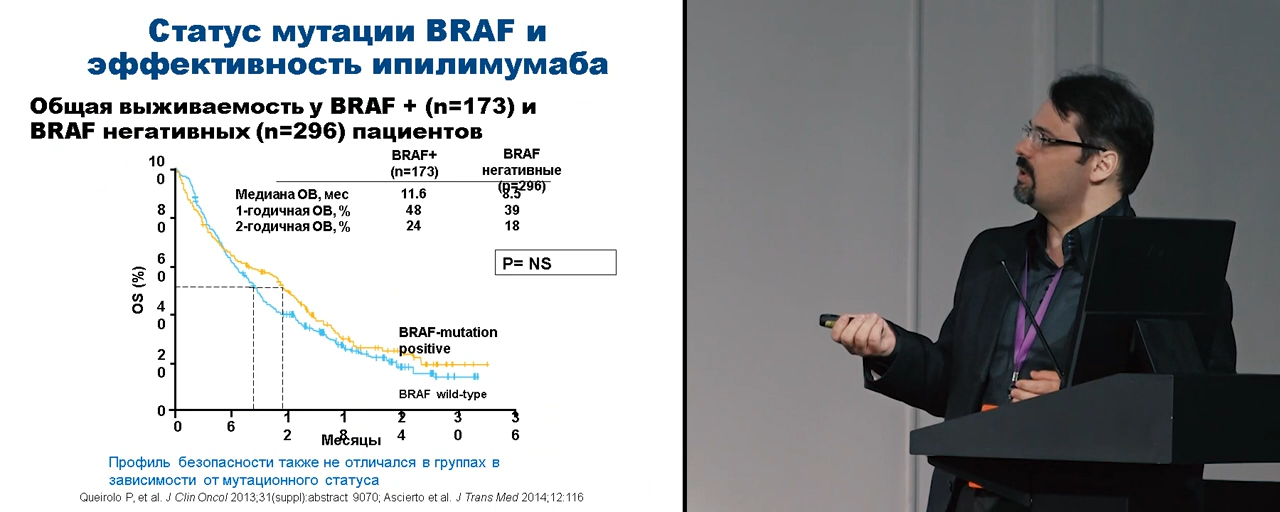 Статус мутации BRAF и
эффективность ипилимумаба
Общая выживаемость у BRAF + (n=173) и
BRAF негативных (n=296) пациентов
BRAF+
(n=173)
BRAF
негативные
(n=296)
Медиана ОВ, мес 11.6 8.5
1-годичная ОВ, % 48 39
2-годичная ОВ, % 24 18
P= NS
OS (%)
10
0
8
0
6
0
4
0
2
0
0
BRAF-mutation
positive
BRAF wild-type
0 6 1 1 2 3 3
2 8 4 0 6
Месяцы
Профиль безопасности также не отличался в группах в
зависимости от мутационного статуса
Queirolo P, et al. J Clin Oncol 2013;31(suppl):abstract 9070; Ascierto et al. J Trans Med 2014;12:116